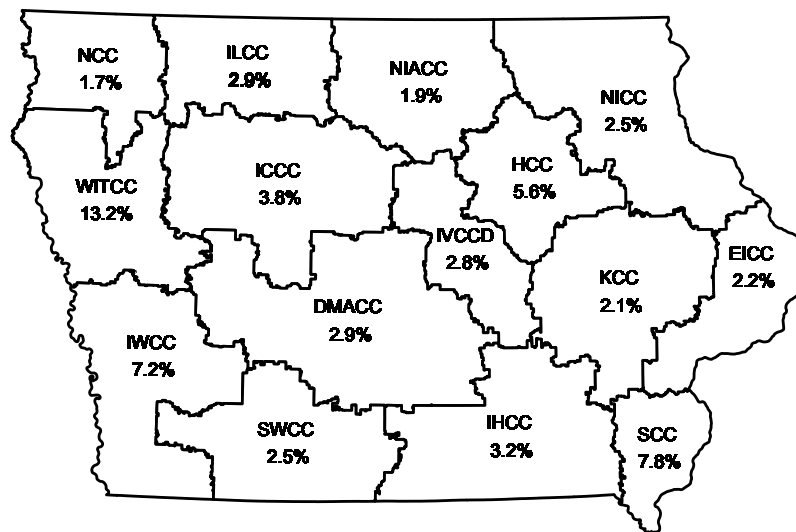 NCC
1.7%
ILCC
2.9%
NIACC
1.9%
NICC
2.5%
WITCC
13.2%
ICCC
3.8%
HCC
5.6%
IVCCD
2.8%
EICC
2.2%
KCC
2.1%
DMACC
2.9%
IWCC
7.2%
SWCC
2.5%
IHCC
3.2%
SCC
7.8%